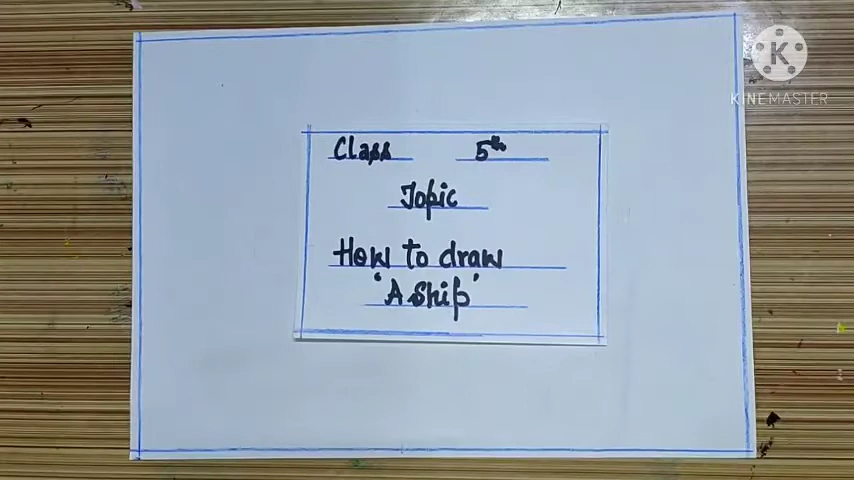 Class 5th
Topic
How to draw
'A Ship'
K
KINEMASTER